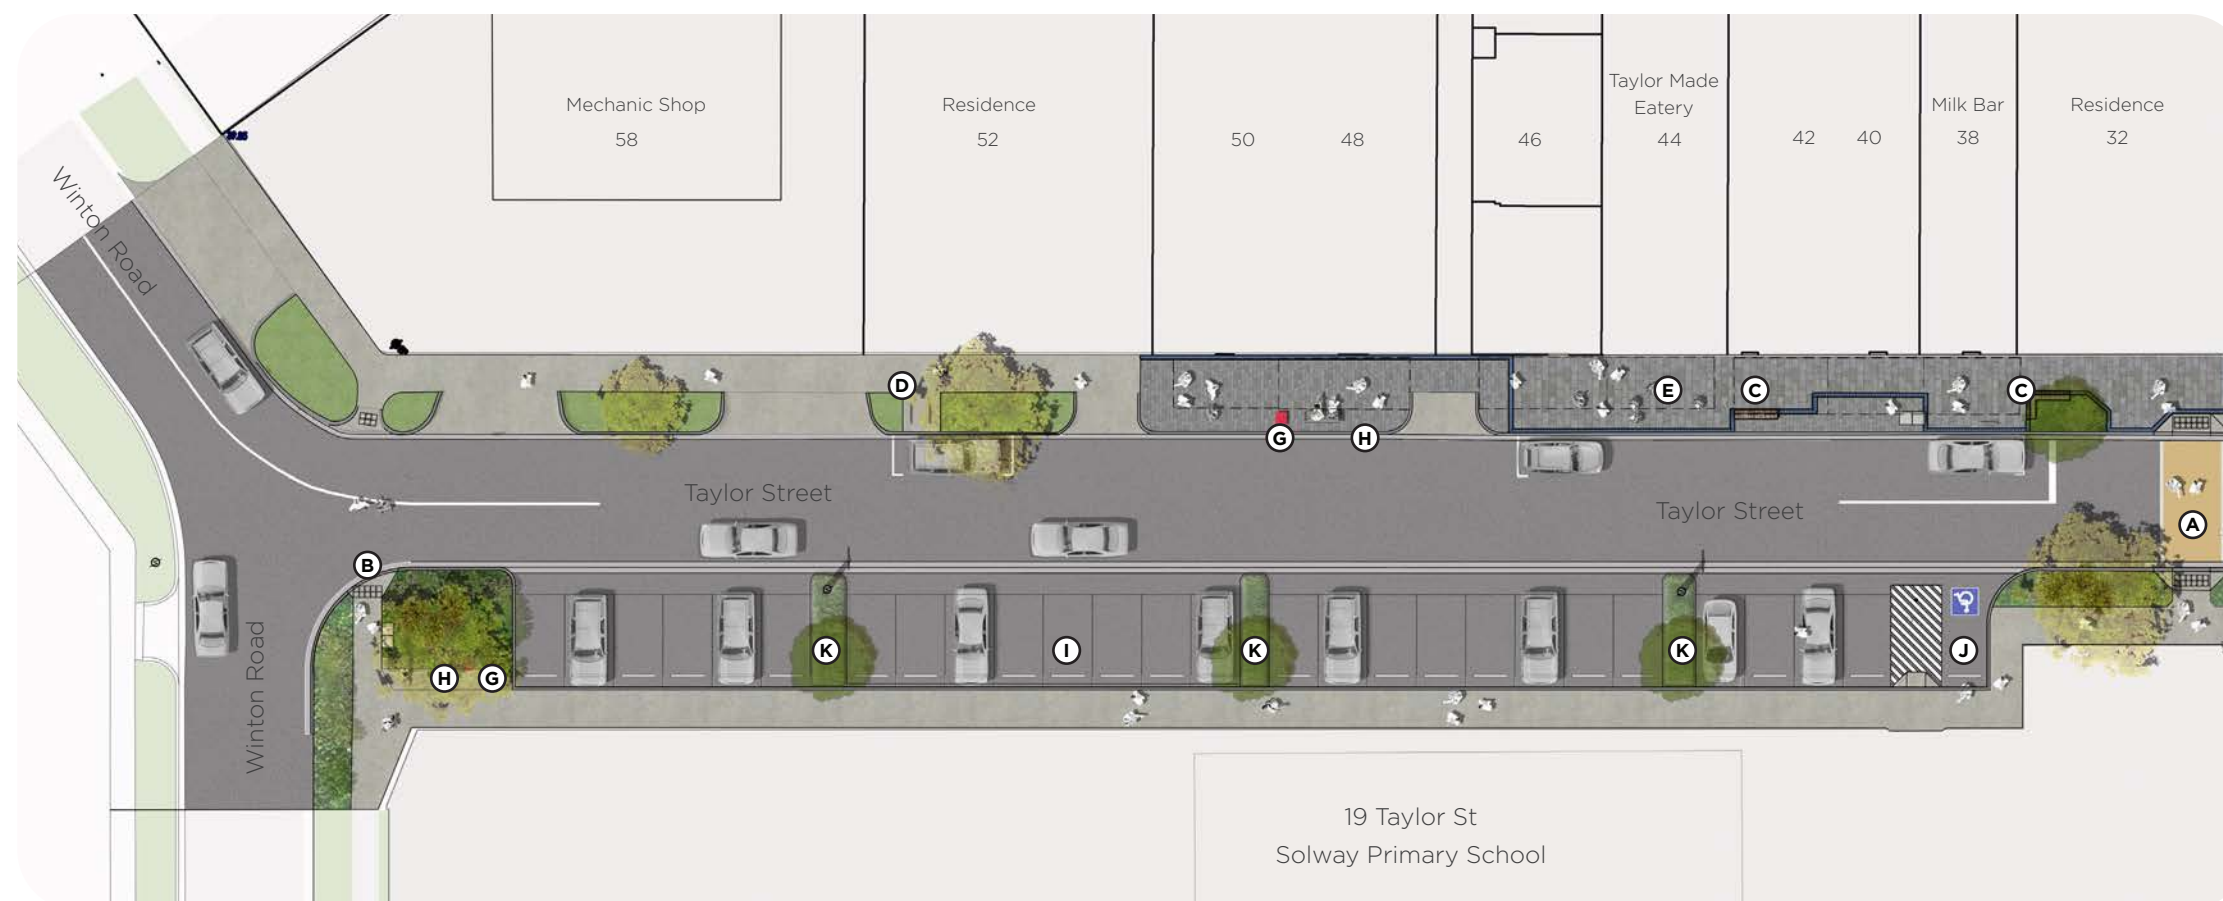 Mechanic Shop
58
Residence
52
50
48
46
Taylor Made
Eatery
44
42
40
Milk Bar
38
Residence
32
Winton Road
D
E
C
C
G
H
Taylor Street
Taylor Street
A
B
K
I
K
K
J
H
G
Winton Road
19 Taylor St
Solway Primary School